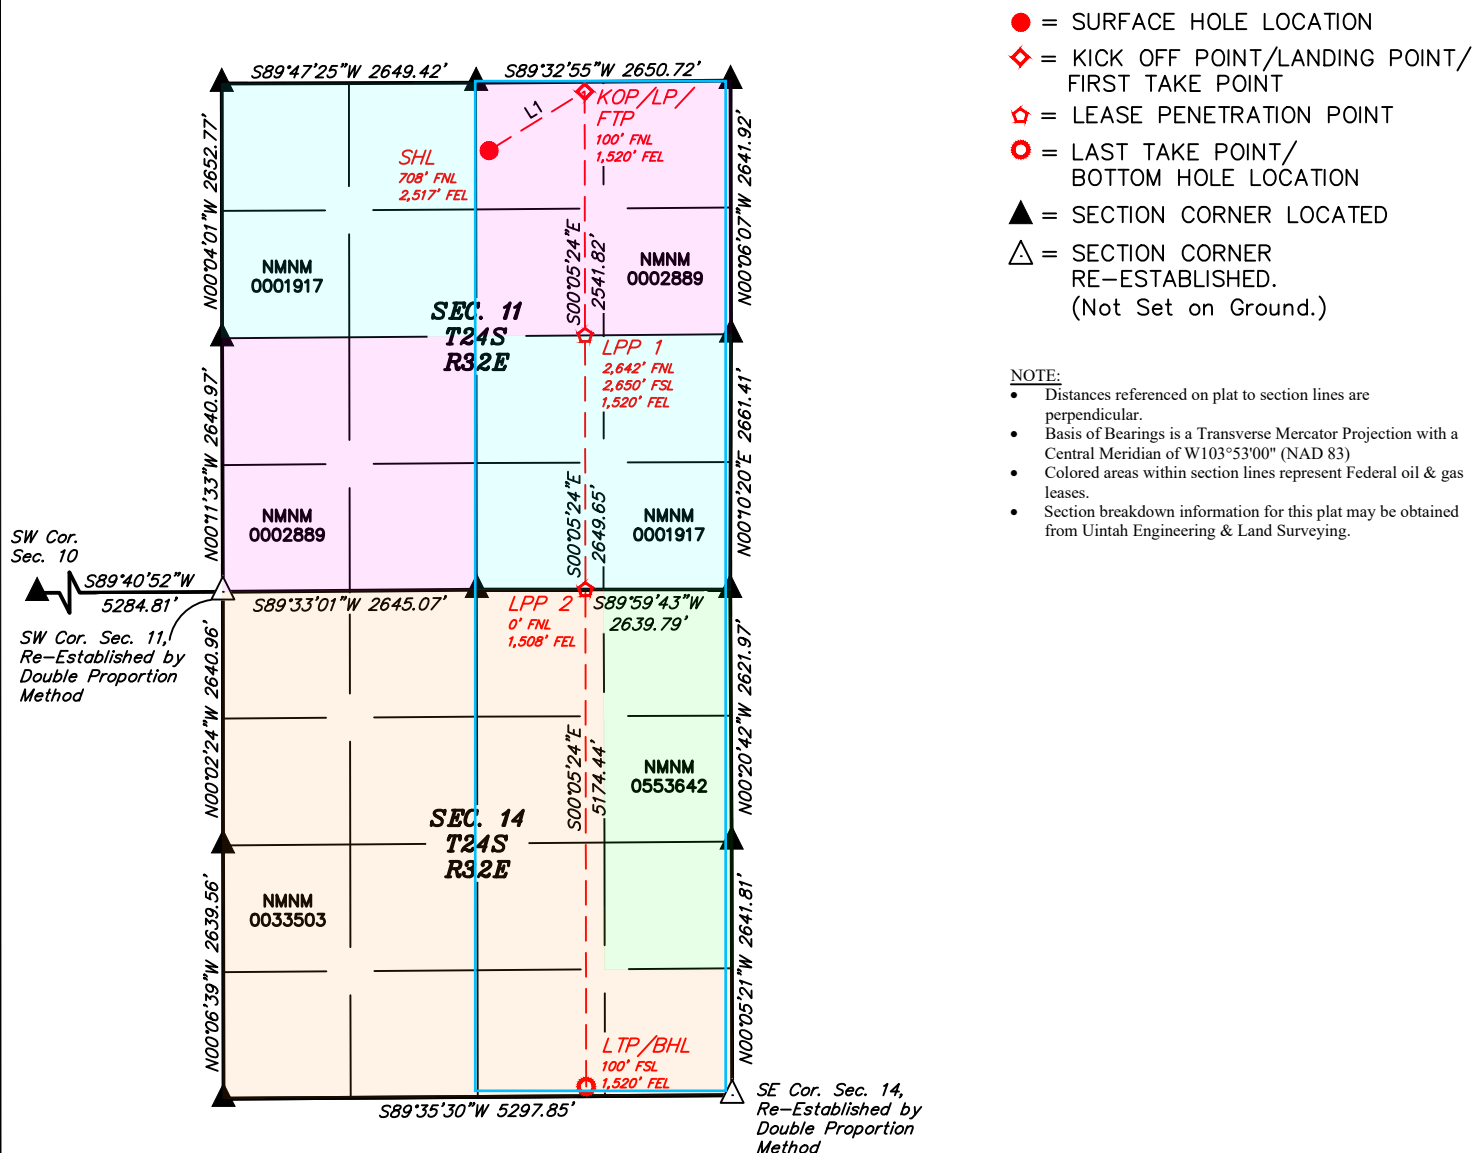 = SURFACE HOLE LOCATION
= KICK OFF POINT/LANDING POINT/
FIRST TAKE POINT
= LEASE PENETRATION POINT
= LAST TAKE POINT/
BOTTOM HOLE LOCATION
= SECTION CORNER LOCATED
= SECTION CORNER
RE-ESTABLISHED.
(Not Set on Ground.)
NOTE:
• Distances referenced on plat to section lines are
perpendicular.
• Basis of Bearings is a Transverse Mercator Projection with a
Central Meridian of W103°53'00" (NAD 83)
• Colored areas within section lines represent Federal oil & gas
leases.
• Section breakdown information for this plat may be obtained
from Uintah Engineering & Land Surveying.
S89°47'25"W 2649.42'
S89°32'55"W 2650.72'
N00°04'01"W 2652.77'
N00°06'07"W 2641.92'
L1
KOP/LP/
FTP
100' FNL
1,520' FEL
SHL
708' FNL
2,517' FEL
S00°05'24"E
2541.82'
NMNM
0001917
NMNM
0002889
SEC. 11
T24S
R32E
LPP 1
2,642' FNL
2,650' FSL
1,520' FEL
N00°11'33"W 2640.97'
N00°10'20"E 2661.41'
S00°05'24"E
2649.65'
NMNM
0002889
NMNM
0001917
SW Cor.
Sec. 10
S89°40'52"W
5284.81'
SW Cor. Sec. 11,
Re-Established by
Double Proportion
Method
S89°33'01"W 2645.07'
LPP 2
0' FNL
1,508' FEL
S89°59'43"W
2639.79'
N00°02'24"W 2640.96'
N00°20'42"W 2621.97'
S00°05'24"E
5174.44'
NMNM
0553642
SEC. 14
T24S
R32E
NMNM
0033503
N00°06'39"W 2639.56'
N00°05'21"W 2641.81'
LTP/BHL
100' FSL
1,520' FEL
S89°35'30"W 5297.85'
SE Cor. Sec. 14,
Re-Established by
Double Proportion
Method